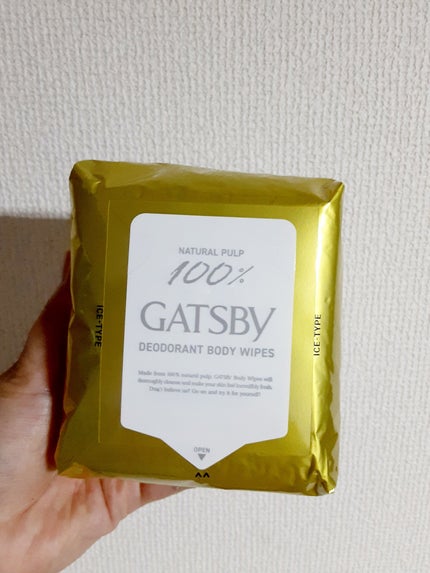 NATURAL PULP
100%
GATSBY
DEODORANT BODY WIPES
Made from 100% natural pulp, GATSBY Body Wipes will
thoroughly cleanse and make your skin feel incredibly fresh.
Don't believe us? Go on and try it for yourself!
ICE-TYPE
ICE-TYPE
OPEN